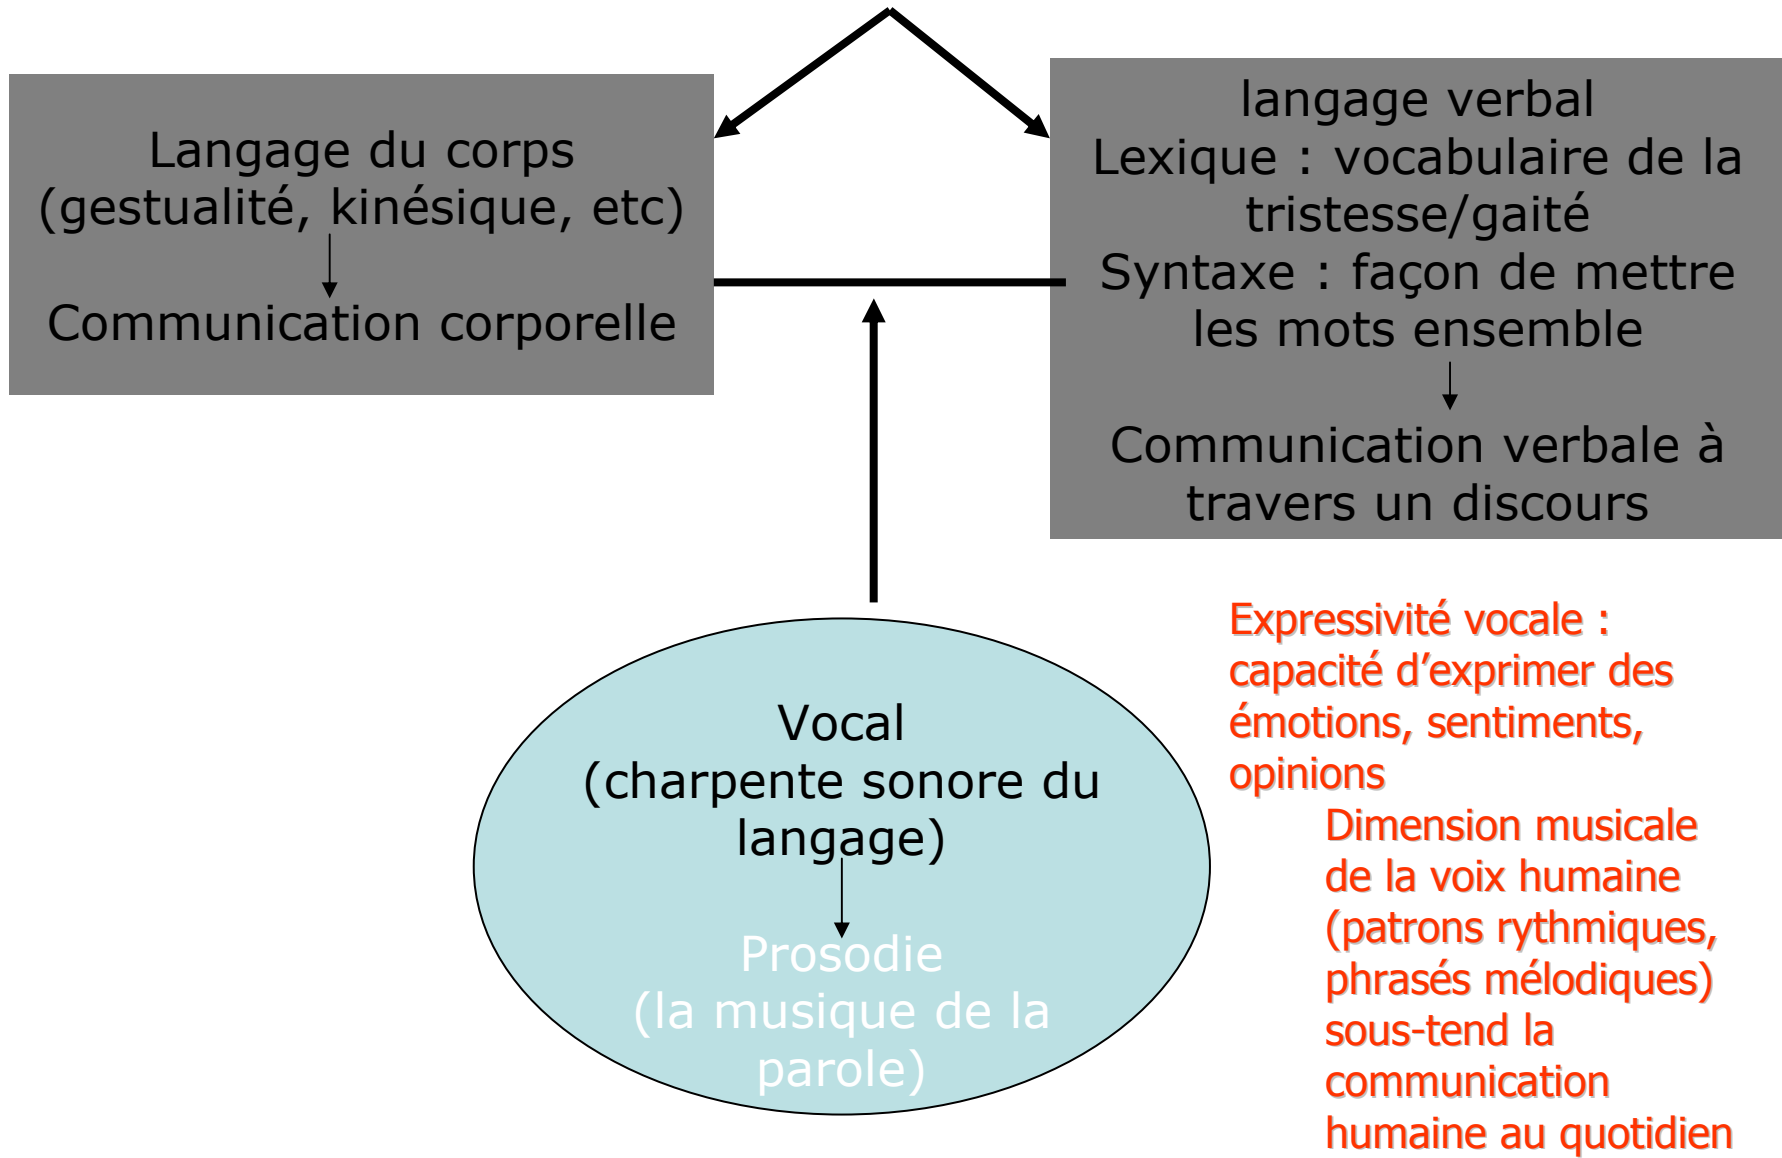 Langage du corps
(gestualité, kinésique, etc)
Communication corporelle
langage verbal
Lexique : vocabulaire de la
tristesse/gaité
Syntaxe : façon de mettre
les mots ensemble
Communication verbale à
travers un discours
Vocal
(charpente sonore du
langage)
Prosodie
(la musique de la
parole)
Expressivité vocale :
capacité d’exprimer des
émotions, sentiments,
opinions
Dimension musicale
de la voix humaine
(patrons rythmiques,
phrasés mélodiques)
sous-tend la
communication
humaine au quotidien